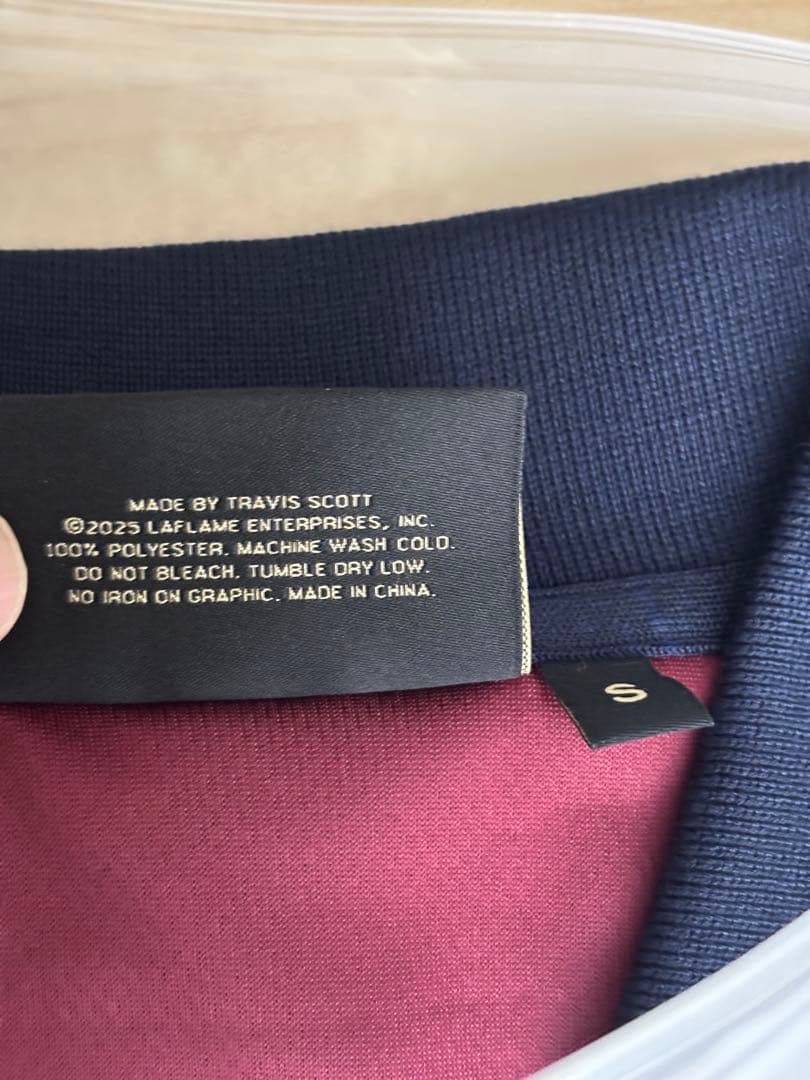 MADE BY TRAVIS SCOTT
©2025 LAFLAME ENTERPRISES, INC.
100% POLYESTER. MACHINE WASH COLD.
DO NOT BLEACH. TUMBLE DRY LOW.
NO IRON ON GRAPHIC. MADE IN CHINA.
S